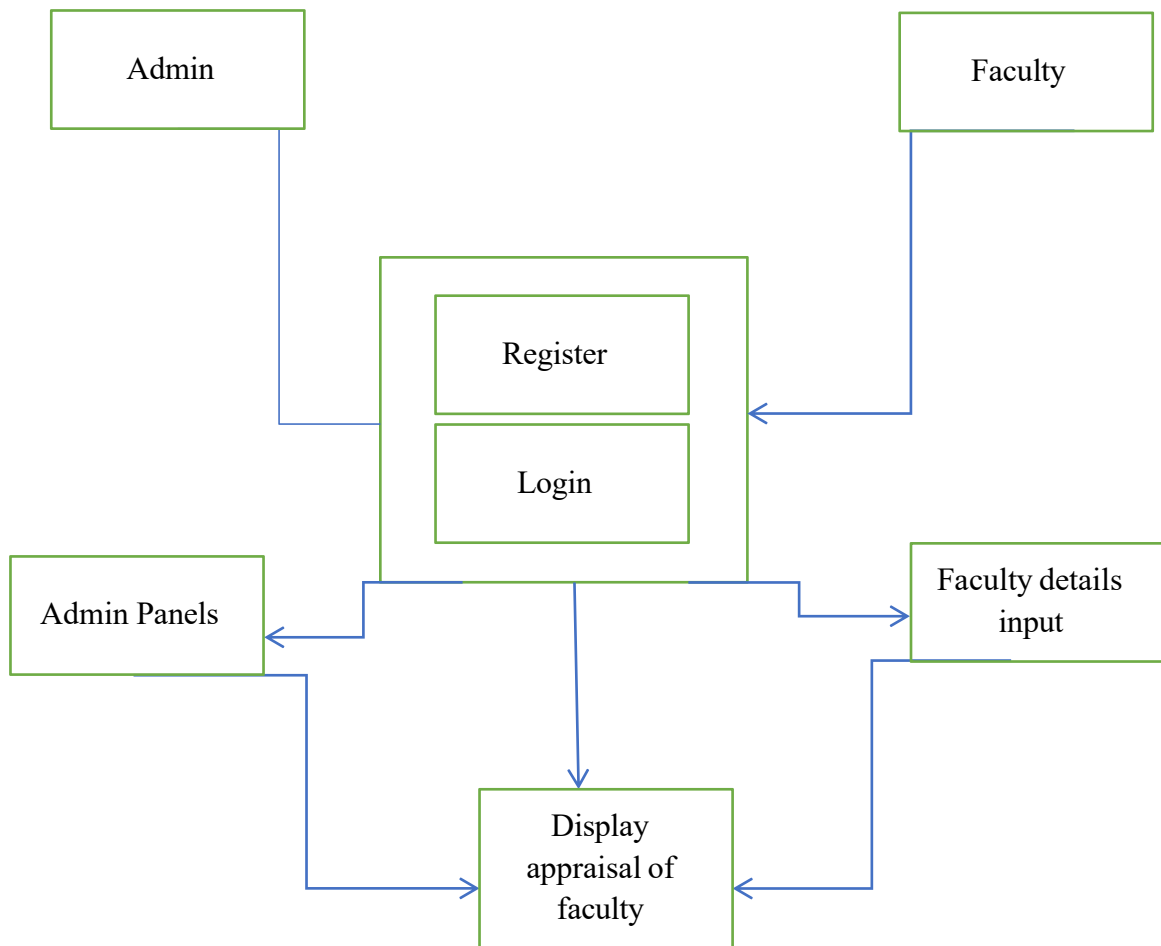 Admin
Faculty
Register
Login
Admin Panels
Faculty details
input
Display
appraisal of
faculty